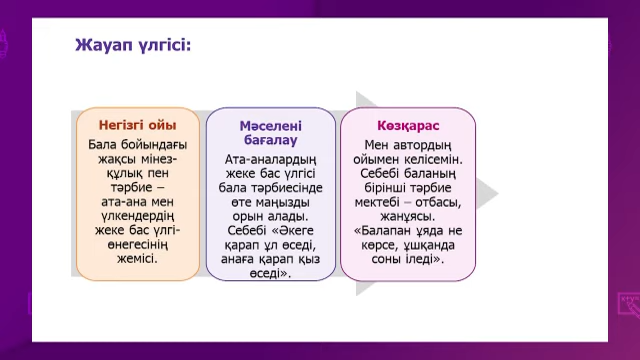 Жауап үлгісі:
Негізгі ойы
Бала бойындағы
жақсы мінез-
құлық пен
тәрбие –
ата-ана мен
үлкендердің
жеке бас үлгі-
өнегесінің
жемісі.
Мәселені
бағалау
Ата-аналардың
жеке бас үлгісі
бала тәрбиесінде
өте маңызды
орын алады.
Себебі «Әкеге
қарап ұл өседі,
анаға қарап қыз
өседі».
Көзқарас
Мен автордың
ойымен келісемін.
Себебі баланың
бірінші тәрбие
мектебі – отбасы,
жанұясы.
«Балапан ұяда не
көрсе, ұшқанда
соны іледі».